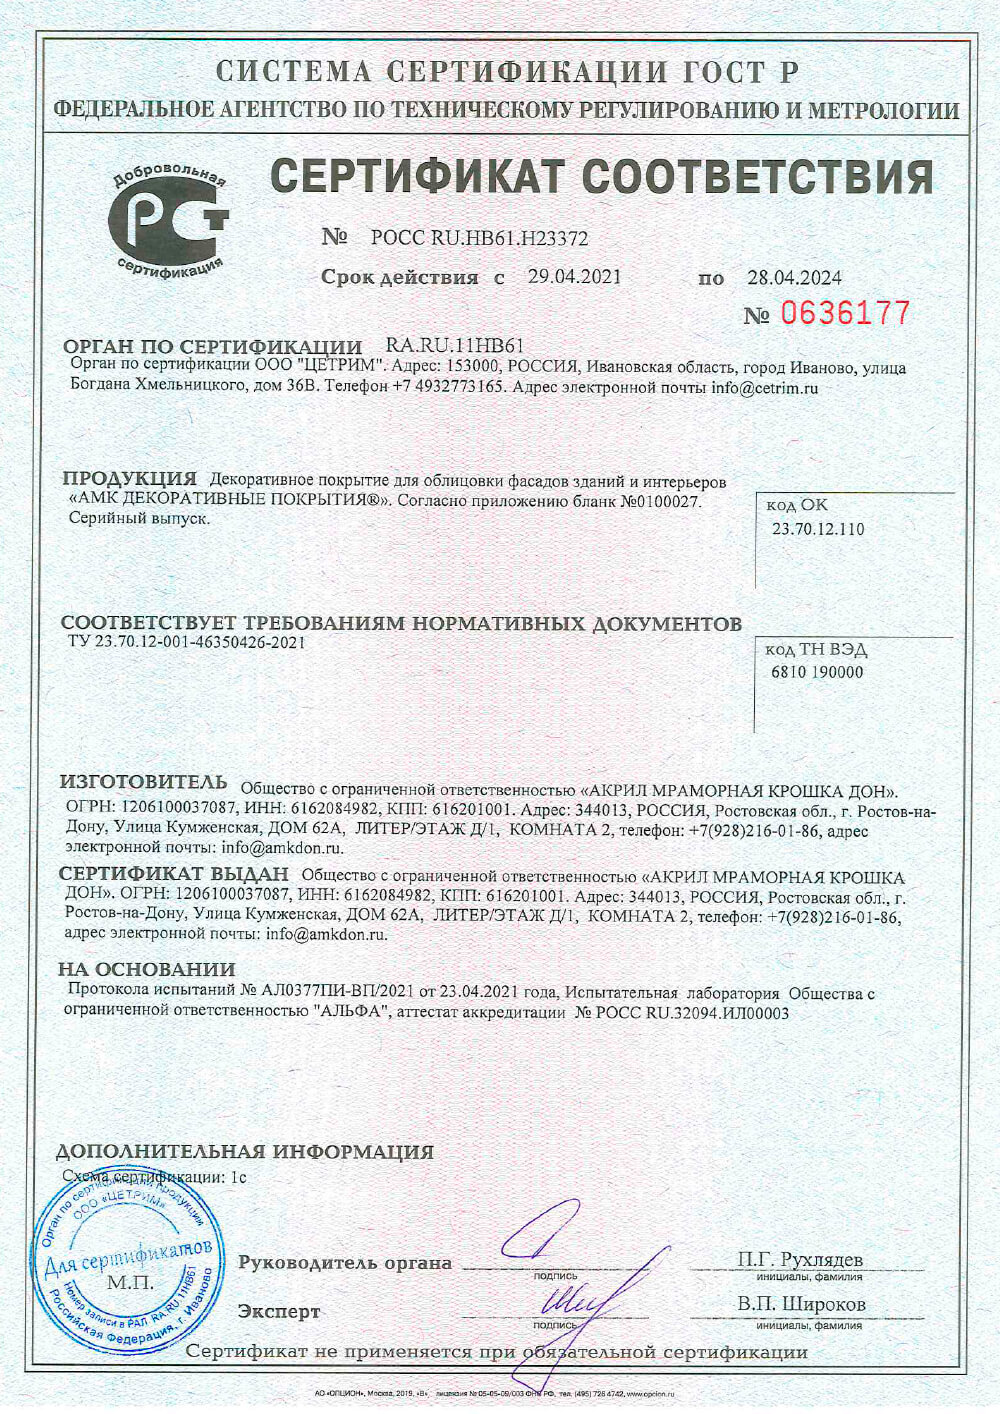 СИСТЕМА СЕРТИФИКАЦИИ ГОСТ Р
ФЕДЕРАЛЬНОЕ АГЕНТСТВО ПО ТЕХНИЧЕСКОМУ РЕГУЛИРОВАНИЮ И МЕТРОЛОГИИ
Добровольная
РСТ
сертификация
СЕРТИФИКАТ СООТВЕТСТВИЯ
№ РОСС RU.НВ61.Н23372
Срок действия с 29.04.2021 по 28.04.2024
№ 0636177
ОРГАН ПО СЕРТИФИКАЦИИ RA.RU.11НВ61
Орган по сертификации ООО "ЦЕТРИМ". Адрес: 153000, РОССИЯ, Ивановская область, город Иваново, улица
Богдана Хмельницкого, дом 36В. Телефон +7 4932773165. Адрес электронной почты info@cetrim.ru
ПРОДУКЦИЯ Декоративное покрытие для облицовки фасадов зданий и интерьеров
«АМК ДЕКОРАТИВНЫЕ ПОКРЫТИЯ®». Согласно приложению бланк №0100027.
Серийный выпуск.
код ОК
23.70.12.110
СООТВЕТСТВУЕТ ТРЕБОВАНИЯМ НОРМАТИВНЫХ ДОКУМЕНТОВ
ТУ 23.70.12-001-46350426-2021
код ТН ВЭД
6810 190000
ИЗГОТОВИТЕЛЬ Общество с ограниченной ответственностью «АКРИЛ МРАМОРНАЯ КРОШКА ДОН».
ОГРН: 1206100037087, ИНН: 6162084982, КПП: 616201001. Адрес: 344013, РОССИЯ, Ростовская обл., г. Ростов-на-
Дону, Улица Кумженская, ДОМ 62А, ЛИТЕР/ЭТАЖ Д/1, КОМНАТА 2, телефон: +7(928)216-01-86, адрес
электронной почты: info@amkdon.ru.
СЕРТИФИКАТ ВЫДАН Общество с ограниченной ответственностью «АКРИЛ МРАМОРНАЯ КРОШКА
ДОН». ОГРН: 1206100037087, ИНН: 6162084982, КПП: 616201001. Адрес: 344013, РОССИЯ, Ростовская обл., г.
Ростов-на-Дону, Улица Кумженская, ДОМ 62А, ЛИТЕР/ЭТАЖ Д/1, КОМНАТА 2, телефон: +7(928)216-01-86,
адрес электронной почты: info@amkdon.ru.
НА ОСНОВАНИИ
Протокола испытаний № АЛ0377ПИ-ВП/2021 от 23.04.2021 года, Испытательная лаборатория Общества с
ограниченной ответственностью "АЛЬФА", аттестат аккредитации № РОСС RU.32094.ИЛ00003
ДОПОЛНИТЕЛЬНАЯ ИНФОРМАЦИЯ
Схема сертификации: 1с
Орган по сертификации продукции
ООО «ЦЕТРИМ»
Для сертификатов
М.П.
Номер записи в РАЛ RA.RU.11НВ61
Российская Федерация, г. Иваново
Руководитель органа
подпись
П.Г. Рухлядев
инициалы, фамилия
Эксперт
подпись
В.П. Широков
инициалы, фамилия
Сертификат не применяется при обязательной сертификации
АО «ОПЦИОН», Москва, 2019, «В», лицензия № 05-05-09/003 ФНС РФ, тел. (495) 726 4742, www.opcion.ru